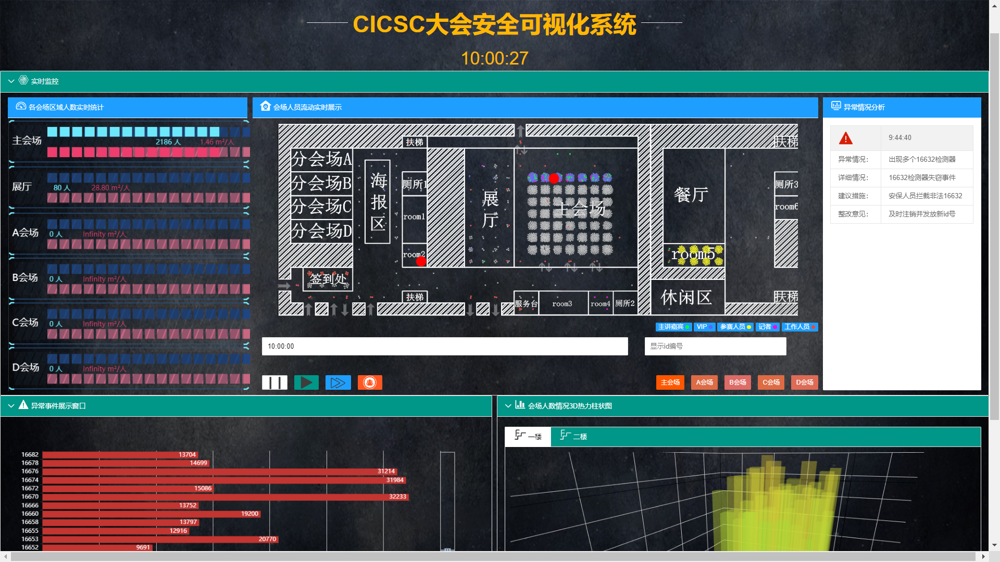 CICSC大会安全可视化系统
10:00:27
实时监控
各会场区域人数实时统计
主会场
2186 人 1.46 m²/人
展厅
80 人 28.80 m²/人
A会场
0 人 Infinity m²/人
B会场
0 人 Infinity m²/人
C会场
0 人 Infinity m²/人
D会场
0 人 Infinity m²/人
会场人员流动实时展示
扶梯
扶梯
分会场A
分会场B
分会场C
分会场D
海报区
厕所1
room1
room2
展厅
主会场
餐厅
厕所3
room6
room5
签到处
扶梯
服务台
room3
room4
厕所2
休闲区
扶梯
主讲嘉宾 VIP 参赛人员 记者 工作人员
10:00:00
显示id编号
主会场 A会场 B会场 C会场 D会场
异常情况分析
9:44:40
异常情况： 出现多个16632检测器
详细情况： 16632检测器失窃事件
建议措施： 安保人员拦截非法16632
整改意见： 及时注销并发放新id号
异常事件展示窗口
16682 13704
16678 14699
16676 31214
16674 31984
16672 15086
16670 32233
16666 13752
16660 19200
16658 13797
16655 12916
16653 20770
16652 9691
会场人数情况3D热力柱状图
一楼 二楼